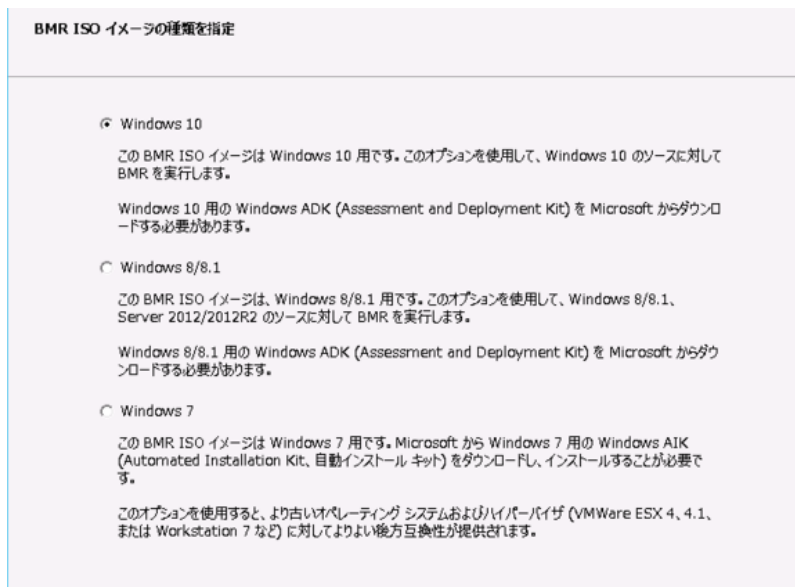 BMR ISO イメージの種類を指定
Windows 10
この BMR ISO イメージは Windows 10 用です。このオプションを使用して、Windows 10 のソースに対して
BMR を実行します。
Windows 10 用の Windows ADK (Assessment and Deployment Kit) を Microsoft からダウンロ
ードする必要があります。
Windows 8/8.1
この BMR ISO イメージは、Windows 8/8.1 用です。このオプションを使用して、Windows 8/8.1、
Server 2012/2012R2 のソースに対して BMR を実行します。
Windows 8/8.1 用の Windows ADK (Assessment and Deployment Kit) を Microsoft からダウ
ンロードする必要があります。
Windows 7
この BMR ISO イメージは Windows 7 用です。Microsoft から Windows 7 用の Windows AIK
(Automated Installation Kit、自動インストール キット) をダウンロードし、インストールすることが必要で
す。
このオプションを使用すると、より古いオペレーティング システムおよびハイパーバイザ (VMWare ESX 4、4.1、
または Workstation 7 など) に対してよりよい後方互換性が提供されます。